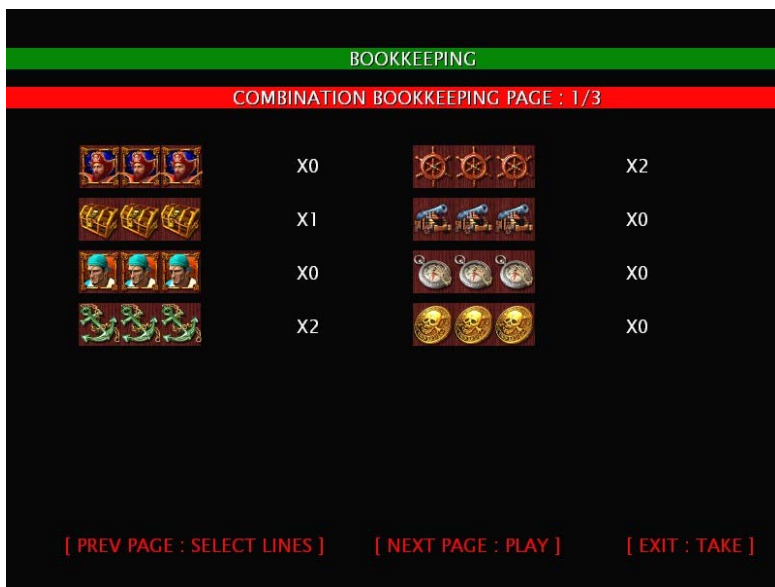 BOOKKEEPING
COMBINATION BOOKKEEPING PAGE : 1/3
X0 X2
X1 X0
X0 X0
X2 X0
[ PREV PAGE : SELECT LINES ] [ NEXT PAGE : PLAY ] [ EXIT : TAKE ]